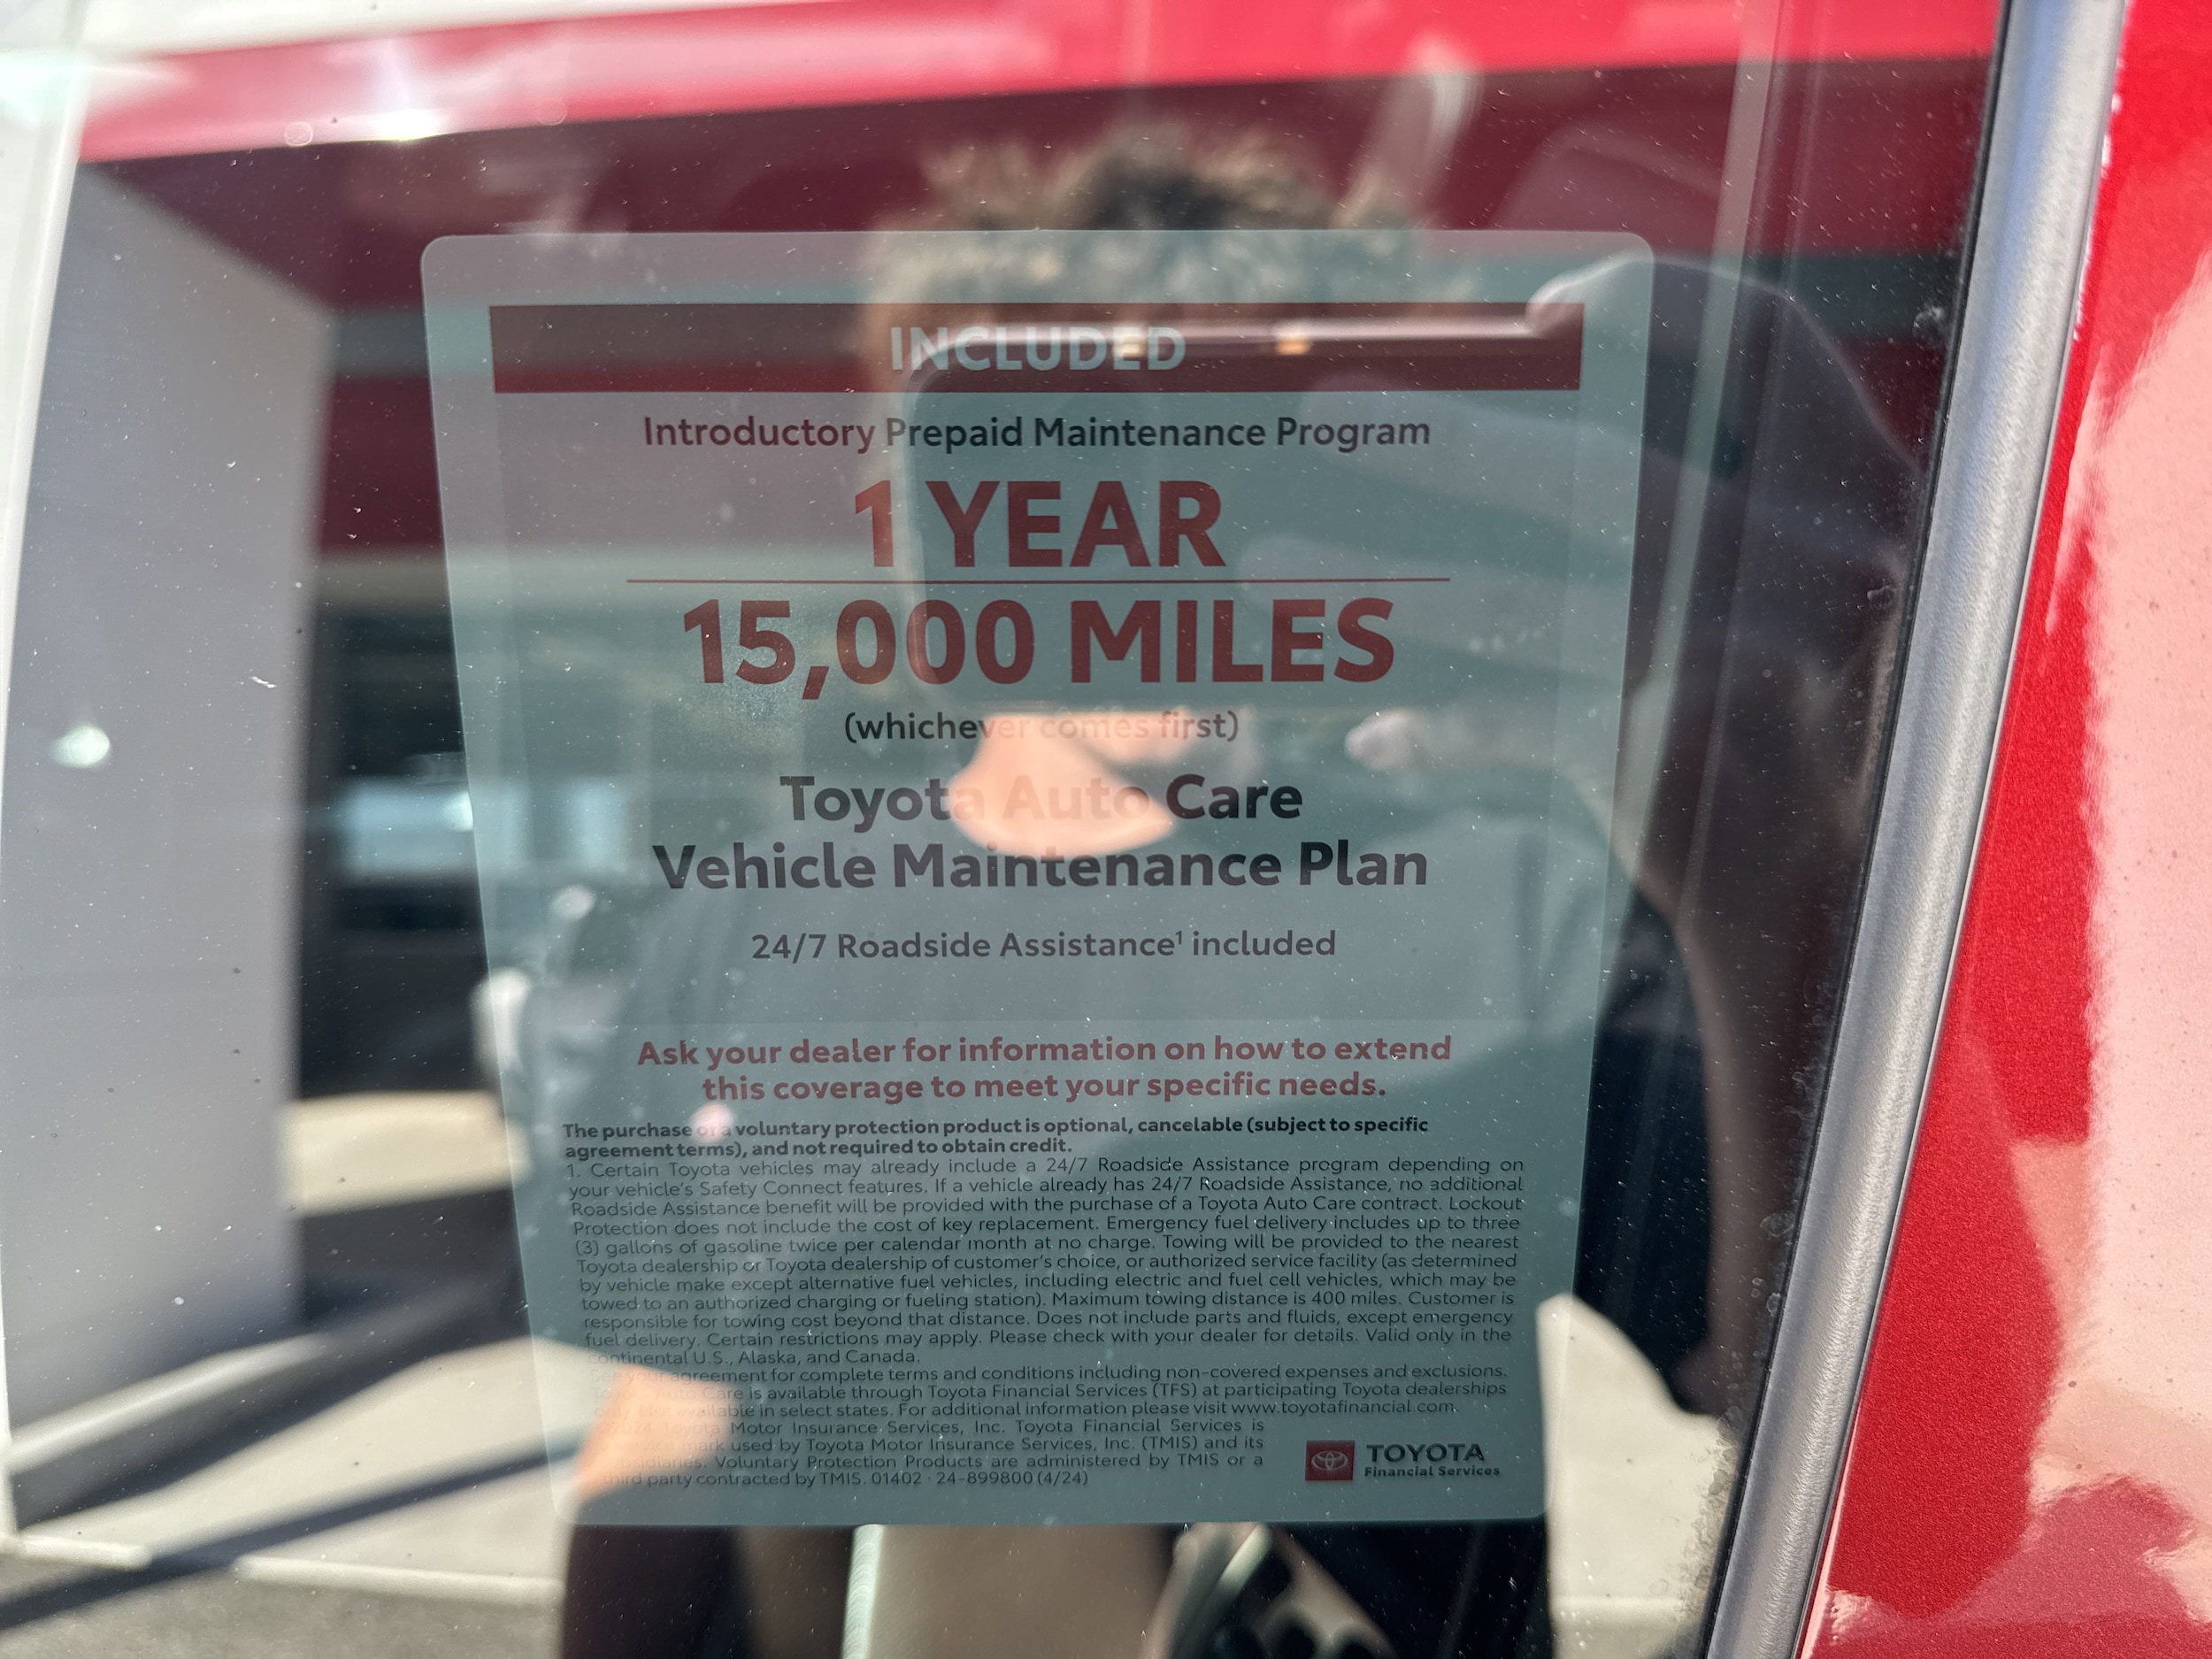 INCLUDED
Introductory Prepaid Maintenance Program
1 YEAR
15,000 MILES
(whichever comes first)
Toyota Auto Care
Vehicle Maintenance Plan
24/7 Roadside Assistance¹ included
Ask your dealer for information on how to extend
this coverage to meet your specific needs.
The purchase of a voluntary protection product is optional, cancelable (subject to specific
agreement terms), and not required to obtain credit.
1. Certain Toyota vehicles may already include a 24/7 Roadside Assistance program depending on
your vehicle's Safety Connect features. If a vehicle already has 24/7 Roadside Assistance, no additional
Roadside Assistance benefit will be provided with the purchase of a Toyota Auto Care contract. Lockout
Protection does not include the cost of key replacement. Emergency fuel delivery includes up to three
(3) gallons of gasoline twice per calendar month at no charge. Towing will be provided to the nearest
Toyota dealership or Toyota dealership of customer's choice, or authorized service facility (as determined
by vehicle make except alternative fuel vehicles, including electric and fuel cell vehicles, which may be
towed to an authorized charging or fueling station). Maximum towing distance is 400 miles. Customer is
responsible for towing cost beyond that distance. Does not include parts and fluids, except emergency
fuel delivery. Certain restrictions may apply. Please check with your dealer for details. Valid only in the
continental U.S., Alaska, and Canada.
See your agreement for complete terms and conditions including non-covered expenses and exclusions.
Toyota Auto Care is available through Toyota Financial Services (TFS) at participating Toyota dealerships
only. Not available in select states. For additional information please visit www.toyotafinancial.com.
Toyota Motor Insurance Services, Inc. Toyota Financial Services is
mark used by Toyota Motor Insurance Services, Inc. (TMIS) and its
Voluntary Protection Products are administered by TMIS or a
third party contracted by TMIS. 01402 · 24-899800 (4/24)
TOYOTA
Financial Services